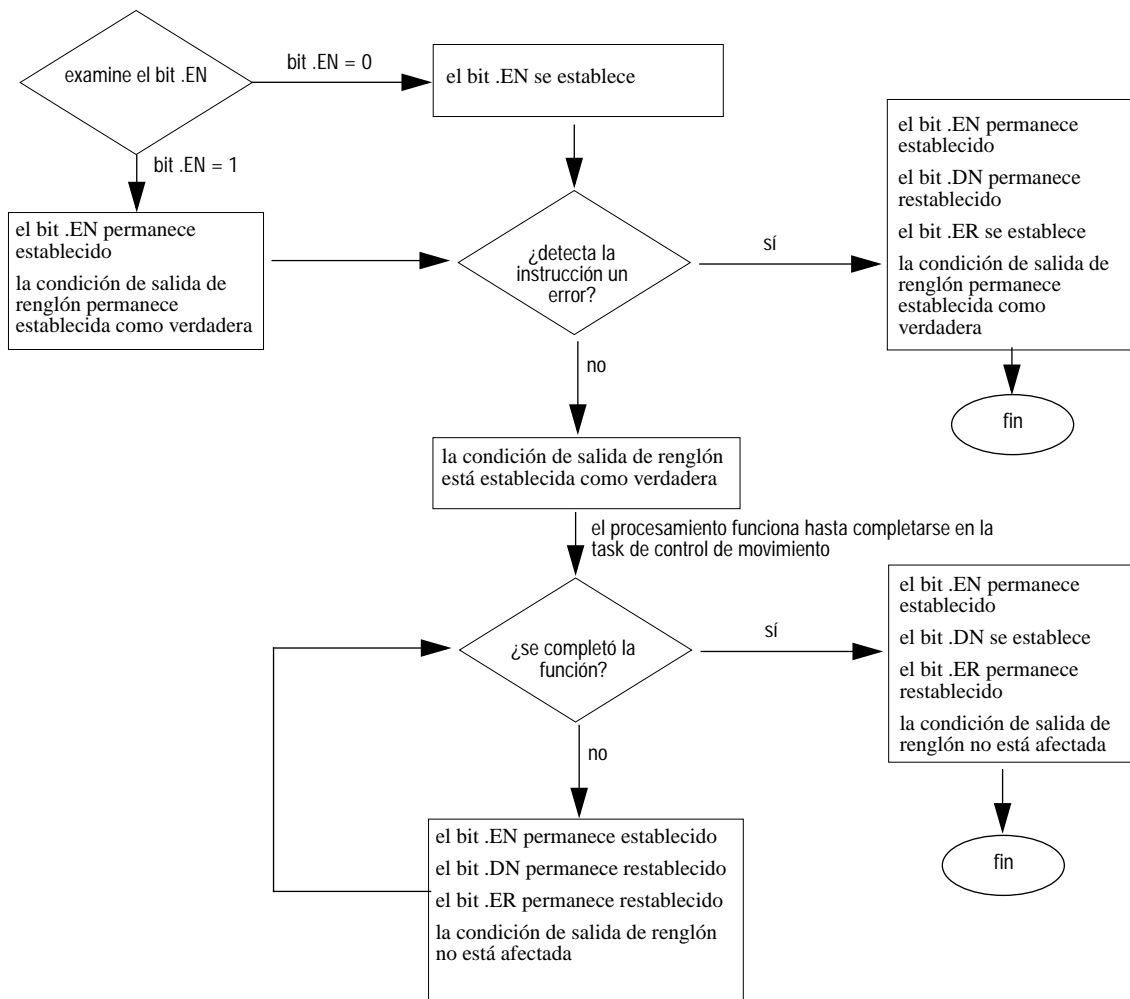 examine el bit .EN
bit .EN = 0
el bit .EN se establece
bit .EN = 1
el bit .EN permanece
establecido
la condición de salida de
renglón permanece
establecida como verdadera
¿detecta la
instrucción un
error?
sí
el bit .EN permanece
establecido
el bit .DN permanece
restablecido
el bit .ER se establece
la condición de salida de
renglón permanece
establecida como
verdadera
fin
no
la condición de salida de renglón
está establecida como verdadera
el procesamiento funciona hasta completarse en la
task de control de movimiento
¿se completó la
función?
sí
el bit .EN permanece
establecido
el bit .DN se establece
el bit .ER permanece
restablecido
la condición de salida de
renglón no está afectada
fin
no
el bit .EN permanece establecido
el bit .DN permanece restablecido
el bit .ER permanece restablecido
la condición de salida de renglón
no está afectada